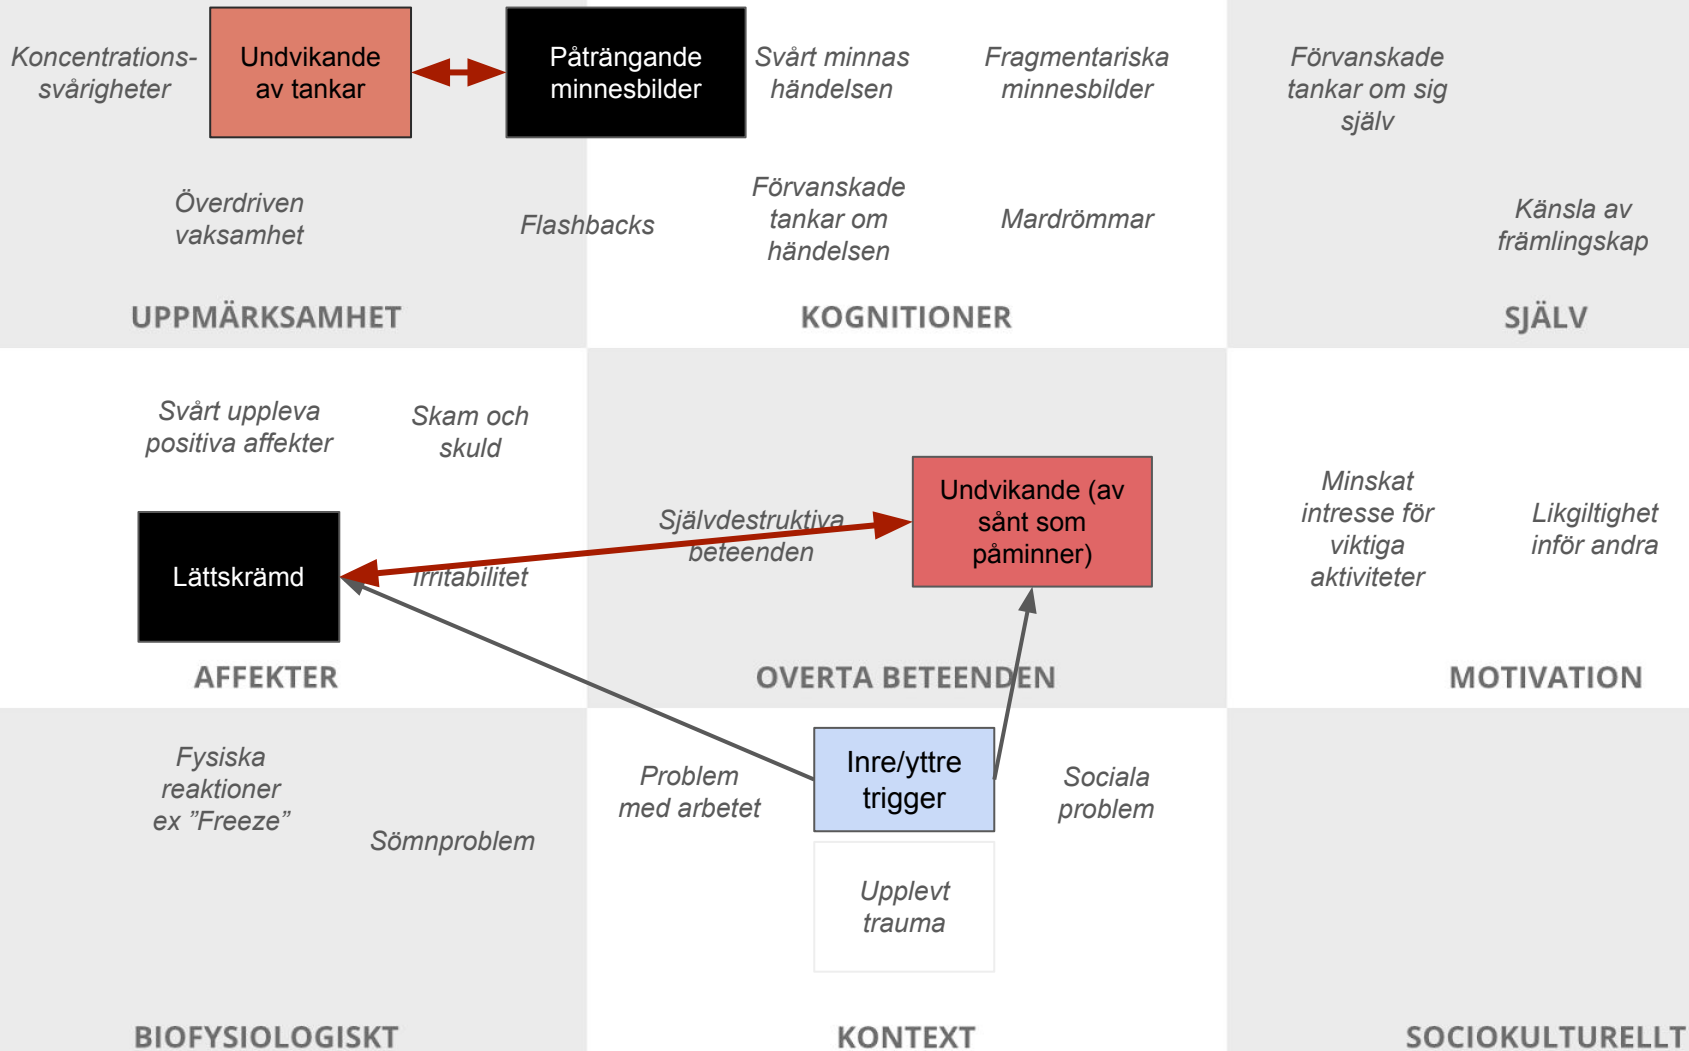 Koncentrations-
svårigheter
Undvikande
av tankar
Påträngande
minnesbilder
Svårt minnas
händelsen
Fragmentariska
minnesbilder
Förvanskade
tankar om sig
själv
Överdriven
vaksamhet
Flashbacks
Förvanskade
tankar om
händelsen
Mardrömmar
Känsla av
främlingskap
UPPMÄRKSAMHET
KOGNITIONER
SJÄLV
Svårt uppleva
positiva affekter
Skam och
skuld
Lättskrämd
Irritabilitet
Självdestruktiva
beteenden
Undvikande (av
sånt som
påminner)
Minskat
intresse för
viktiga
aktiviteter
Likgiltighet
inför andra
AFFEKTER
OVERTA BETEENDEN
MOTIVATION
Fysiska
reaktioner
ex ”Freeze”
Sömnproblem
Problem
med arbetet
Inre/yttre
trigger
Sociala
problem
Upplevt
trauma
BIOFYSIOLOGISKT
KONTEXT
SOCIOKULTURELLT